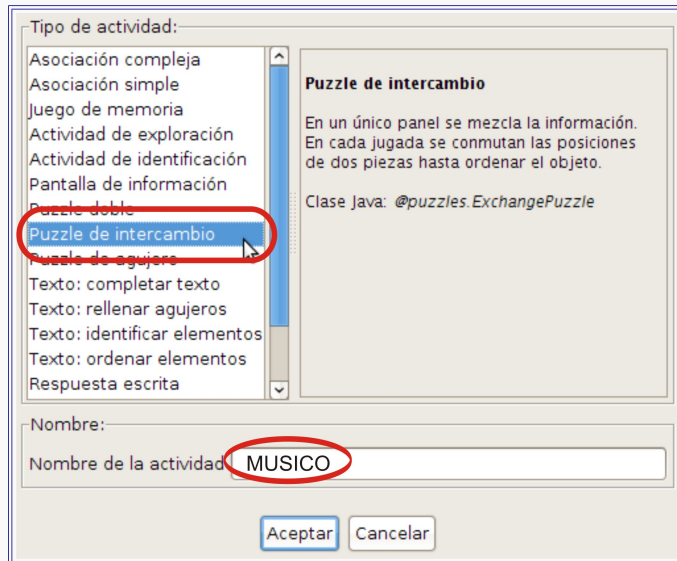 Tipo de actividad:
Asociación compleja
Asociación simple
Juego de memoria
Actividad de exploración
Actividad de identificación
Pantalla de información
Puzzle doble
Puzzle de intercambio
Puzzle de agujero
Texto: completar texto
Texto: rellenar agujeros
Texto: identificar elementos
Texto: ordenar elementos
Respuesta escrita
Puzzle de intercambio
En un único panel se mezcla la información.
En cada jugada se conmutan las posiciones
de dos piezas hasta ordenar el objeto.
Clase Java: @puzzles.ExchangePuzzle
Nombre:
Nombre de la actividad MUSICO
Aceptar Cancelar